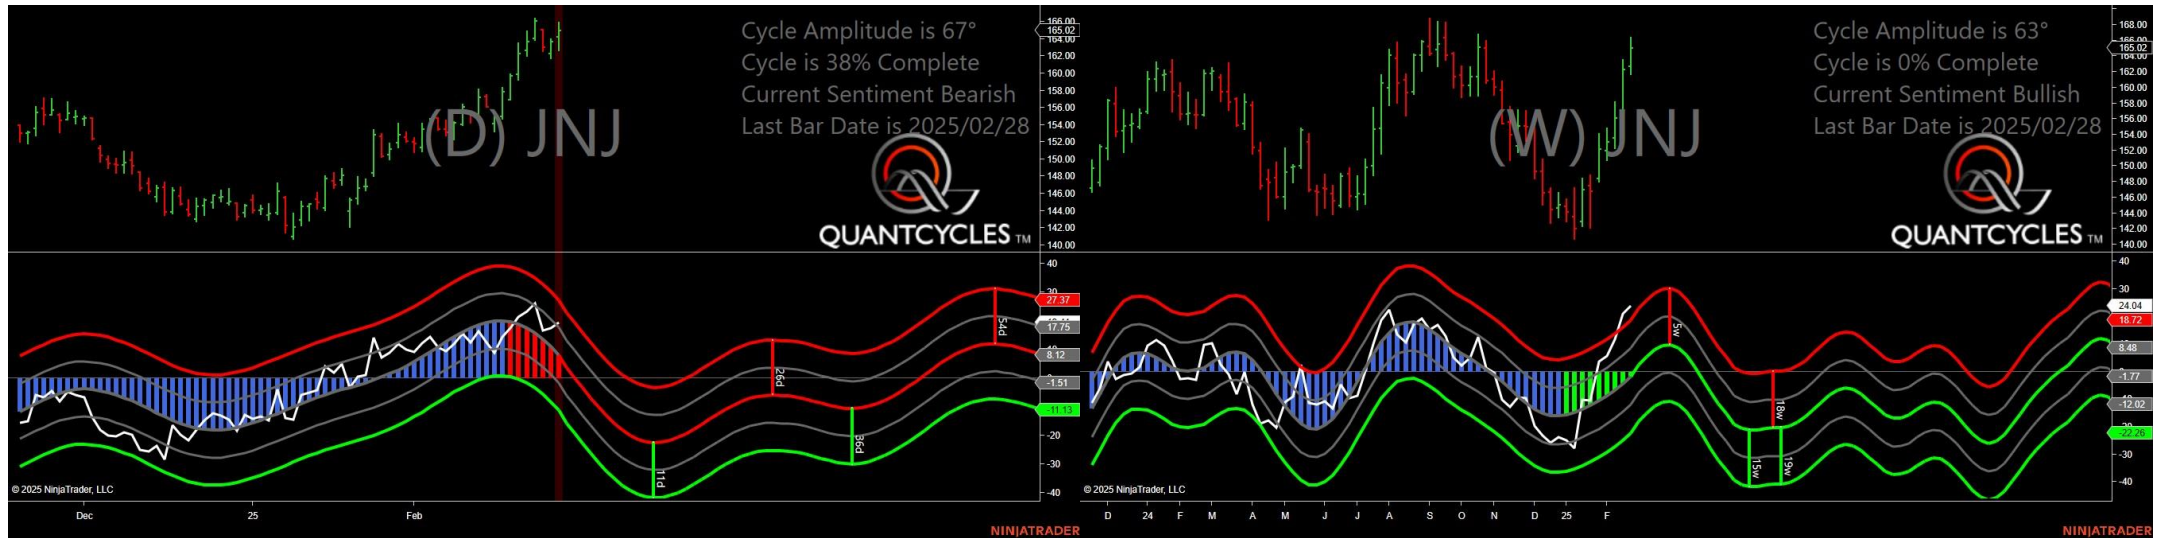 Cycle Amplitude is 67°
Cycle is 38% Complete
Current Sentiment Bearish
Last Bar Date is 2025/02/28
(D) JNJ
QUANTCYCLES TM
166.00
165.02
164.00
162.00
160.00
158.00
156.00
154.00
152.00
150.00
148.00
146.00
144.00
142.00
140.00
40
30
27.37
17.75
8.12
-1.51
-11.13
-20
-30
-40
11d
26d
36d
54d
© 2025 NinjaTrader, LLC
Dec
25
Feb
NINJATRADER
Cycle Amplitude is 63°
Cycle is 0% Complete
Current Sentiment Bullish
Last Bar Date is 2025/02/28
(W) JNJ
QUANTCYCLES TM
168.00
166.00
165.02
164.00
162.00
160.00
158.00
156.00
154.00
152.00
150.00
148.00
146.00
144.00
142.00
140.00
40
30
24.04
18.72
8.48
-1.77
-12.02
-22.26
-30
-40
5w
15w
18w
19w
© 2025 NinjaTrader, LLC
D 24 F M A M J J A S O N D 25 F
NINJATRADER